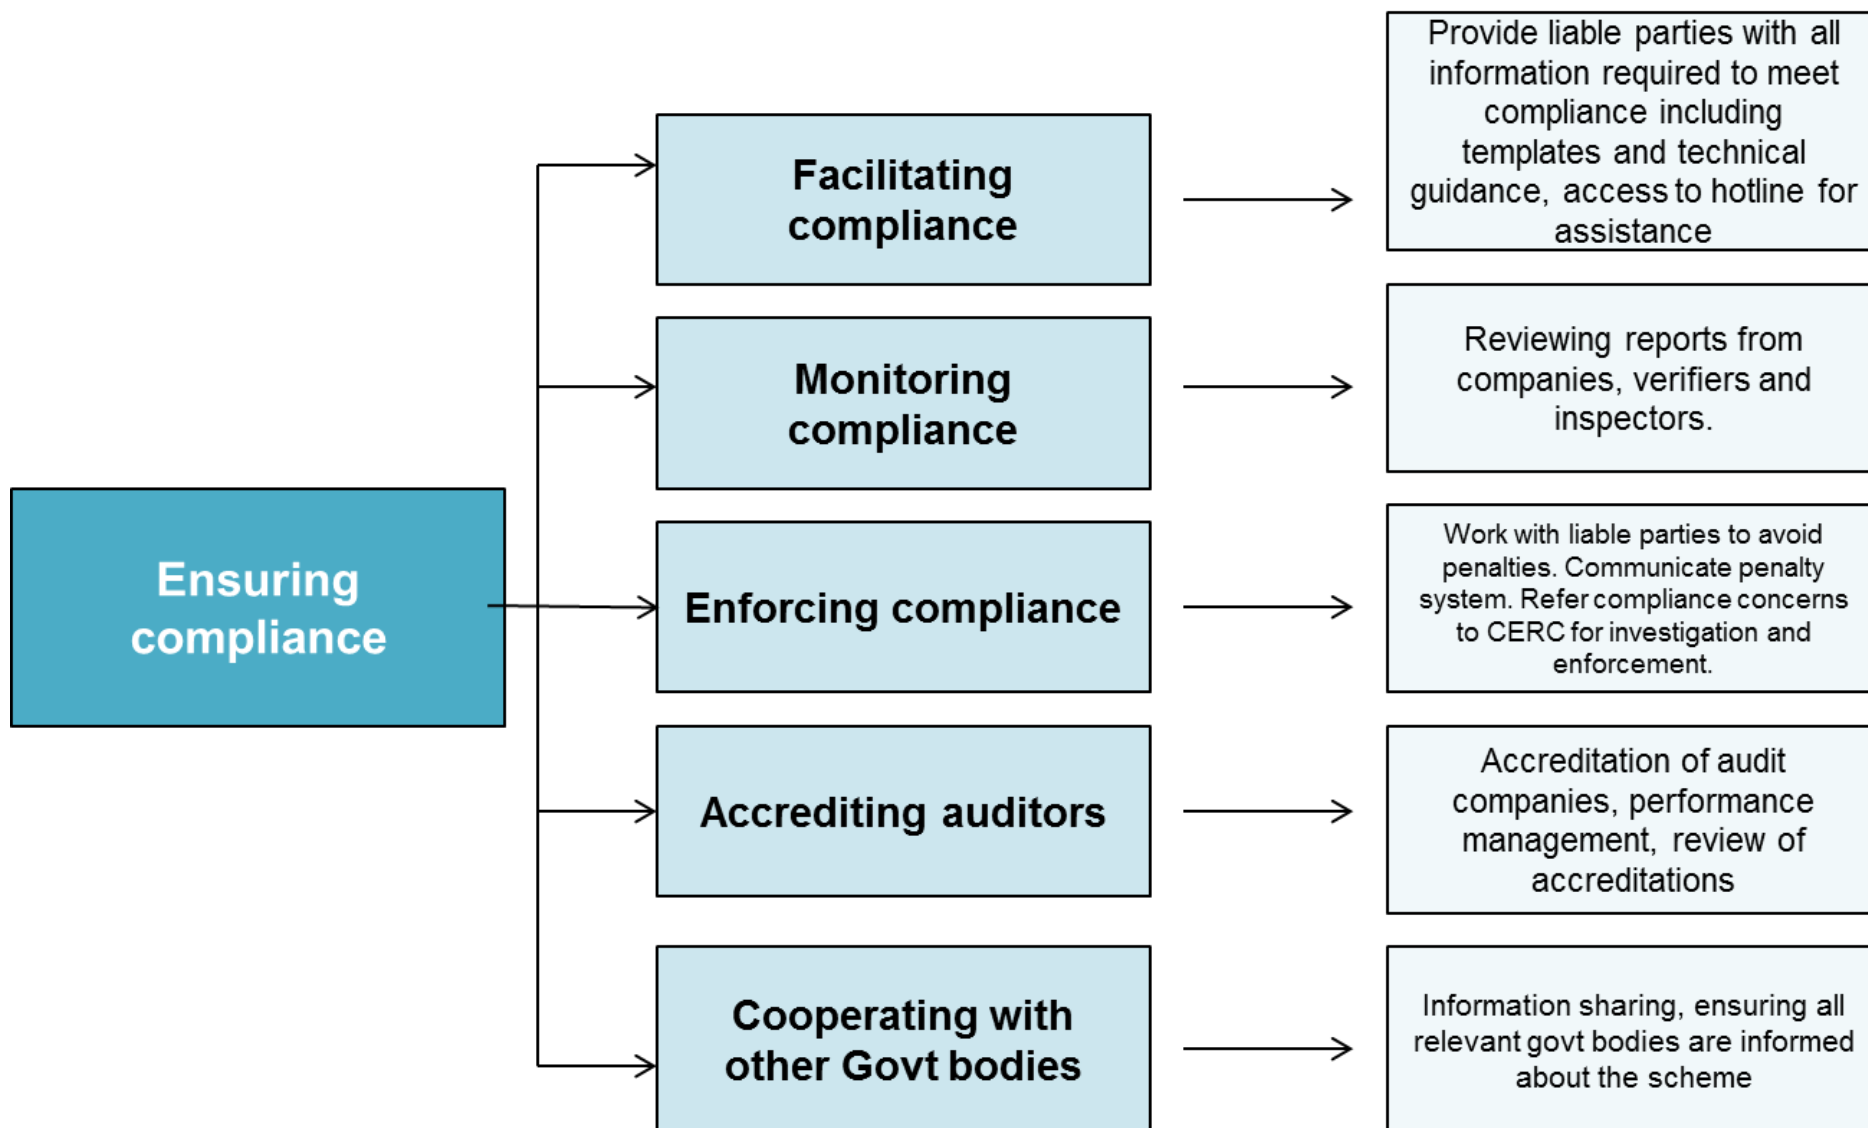 Ensuring
compliance
Facilitating
compliance
Provide liable parties with all
information required to meet
compliance including
templates and technical
guidance, access to hotline for
assistance
Monitoring
compliance
Reviewing reports from
companies, verifiers and
inspectors.
Enforcing compliance
Work with liable parties to avoid
penalties. Communicate penalty
system. Refer compliance concerns
to CERC for investigation and
enforcement.
Accrediting auditors
Accreditation of audit
companies, performance
management, review of
accreditations
Cooperating with
other Govt bodies
Information sharing, ensuring all
relevant govt bodies are informed
about the scheme